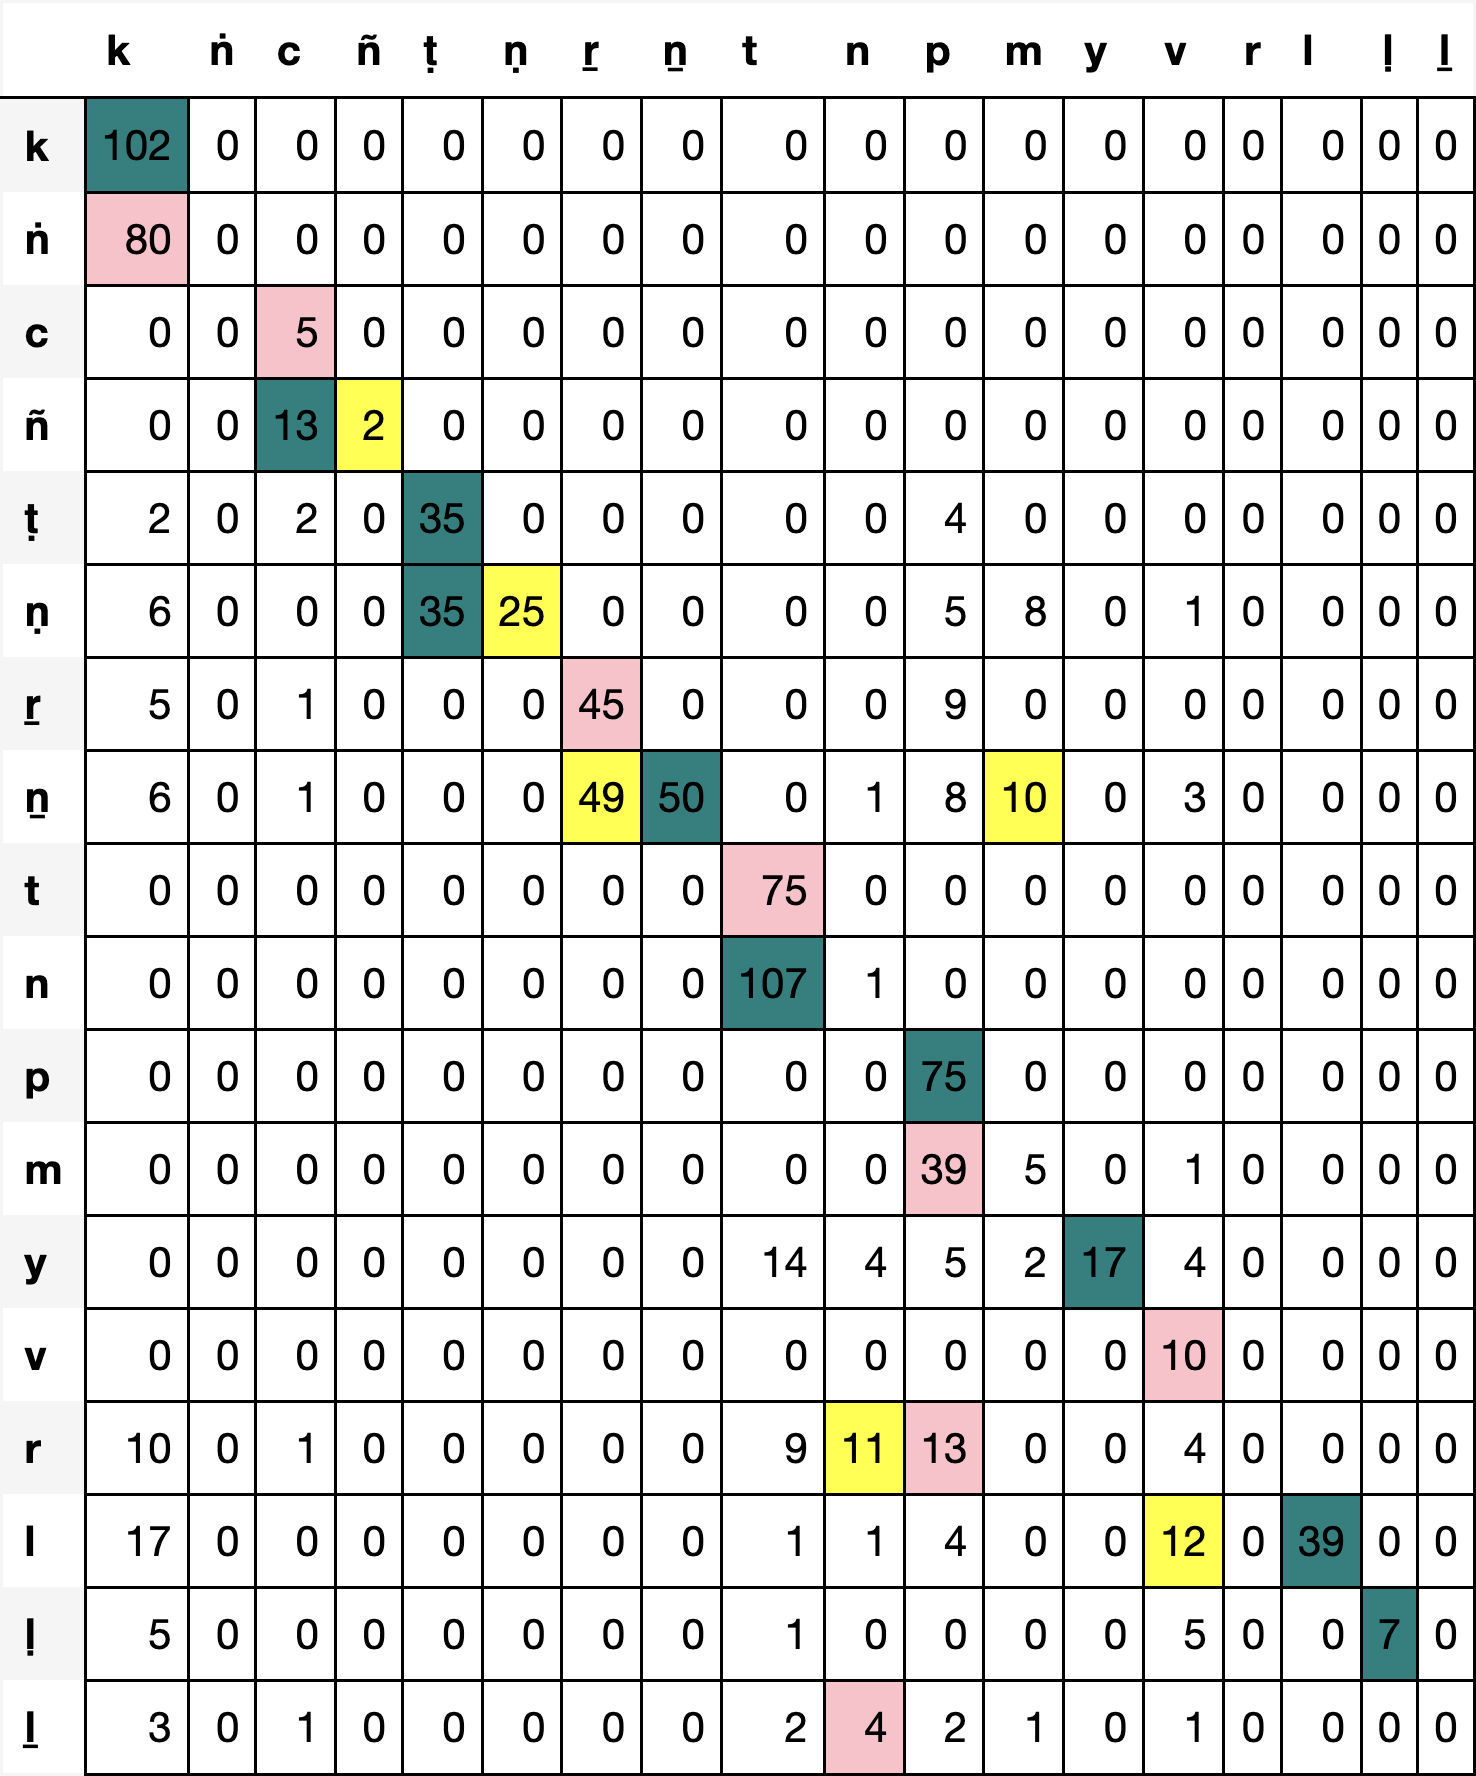 k ṅ c ñ ṭ ṇ ṟ ṉ t n p m y v r l ḷ ḻ
k 102 0 0 0 0 0 0 0 0 0 0 0 0 0 0 0 0 0
ṅ 80 0 0 0 0 0 0 0 0 0 0 0 0 0 0 0 0 0
c 0 0 5 0 0 0 0 0 0 0 0 0 0 0 0 0 0 0
ñ 0 0 13 2 0 0 0 0 0 0 0 0 0 0 0 0 0 0
ṭ 2 0 2 0 35 0 0 0 0 0 4 0 0 0 0 0 0 0
ṇ 6 0 0 0 35 25 0 0 0 0 5 8 0 1 0 0 0 0
ṟ 5 0 1 0 0 0 45 0 0 0 9 0 0 0 0 0 0 0
ṉ 6 0 1 0 0 0 49 50 0 1 8 10 0 3 0 0 0 0
t 0 0 0 0 0 0 0 0 75 0 0 0 0 0 0 0 0 0
n 0 0 0 0 0 0 0 0 107 1 0 0 0 0 0 0 0 0
p 0 0 0 0 0 0 0 0 0 0 75 0 0 0 0 0 0 0
m 0 0 0 0 0 0 0 0 0 0 39 5 0 1 0 0 0 0
y 0 0 0 0 0 0 0 0 14 4 5 2 17 4 0 0 0 0
v 0 0 0 0 0 0 0 0 0 0 0 0 0 10 0 0 0 0
r 10 0 1 0 0 0 0 0 9 11 13 0 0 4 0 0 0 0
l 17 0 0 0 0 0 0 0 1 1 4 0 0 12 0 39 0 0
ḷ 5 0 0 0 0 0 0 0 1 0 0 0 0 5 0 0 7 0
ḻ 3 0 1 0 0 0 0 0 2 4 2 1 0 1 0 0 0 0